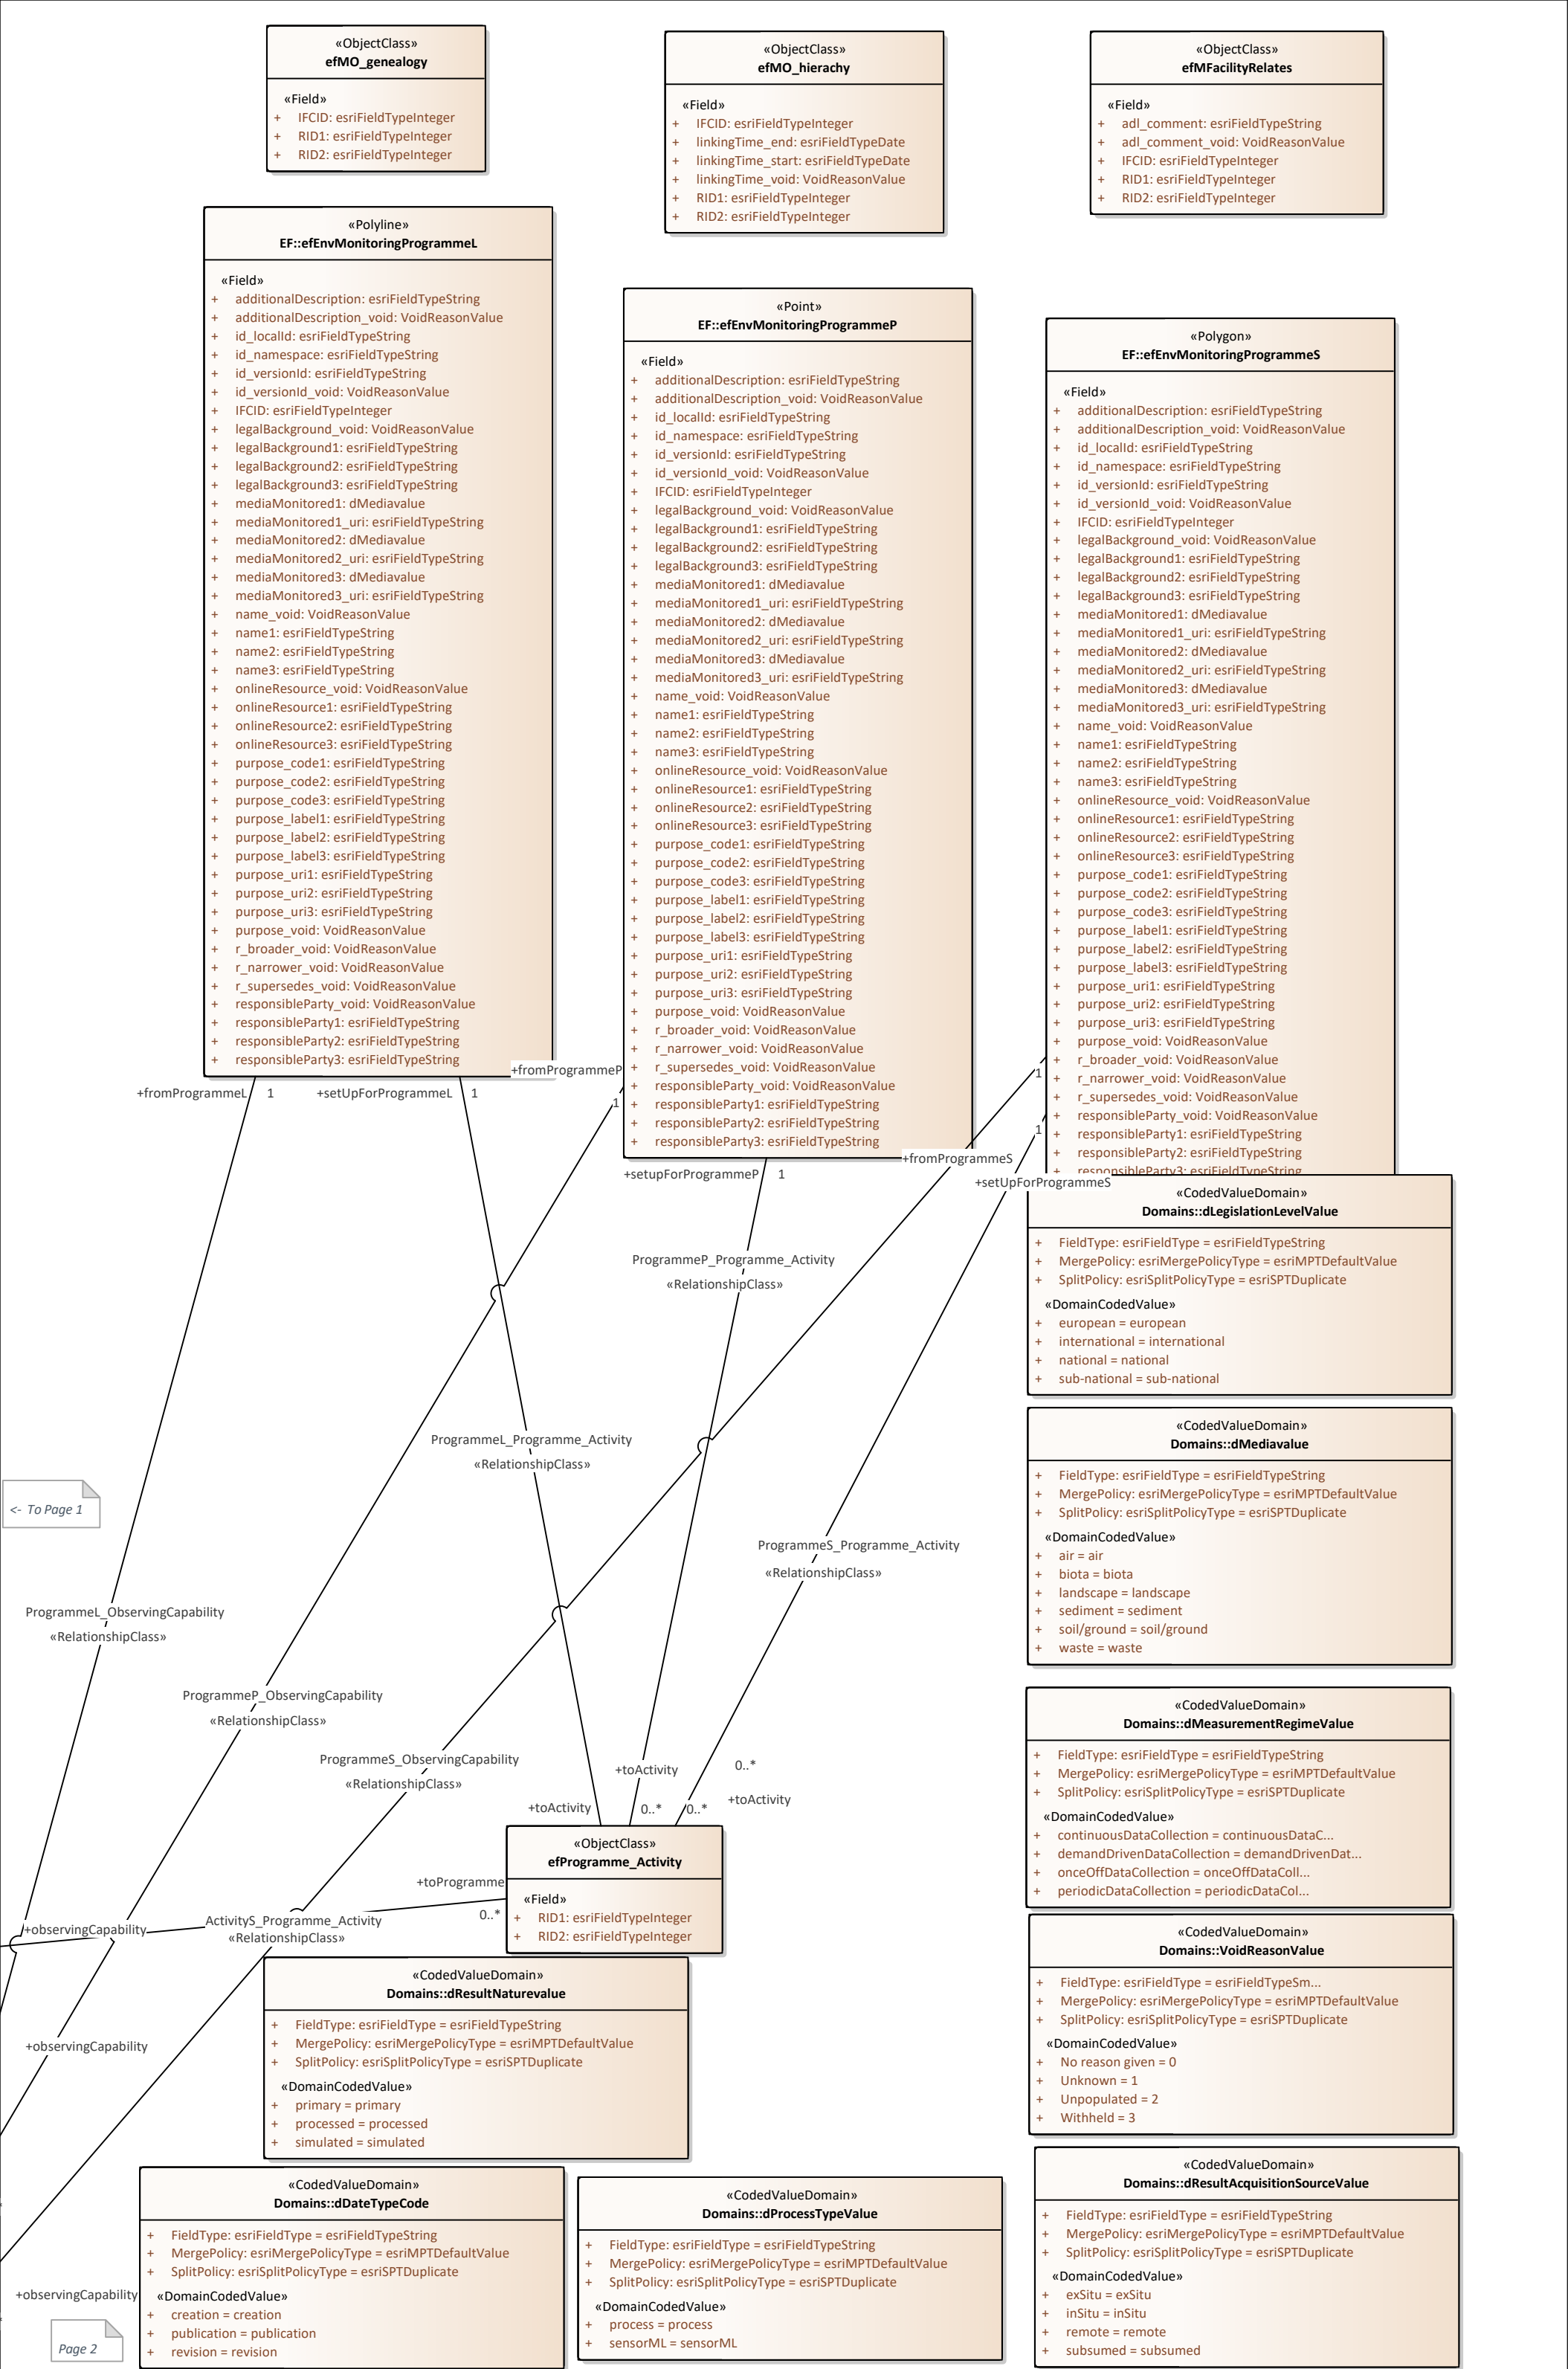 «ObjectClass»
efMO_genealogy
«Field»
+ IFCID: esriFieldTypeInteger
+ RID1: esriFieldTypeInteger
+ RID2: esriFieldTypeInteger
«ObjectClass»
efMO_hierachy
«Field»
+ IFCID: esriFieldTypeInteger
+ linkingTime_end: esriFieldTypeDate
+ linkingTime_start: esriFieldTypeDate
+ linkingTime_void: VoidReasonValue
+ RID1: esriFieldTypeInteger
+ RID2: esriFieldTypeInteger
«ObjectClass»
efMFacilityRelates
«Field»
+ adl_comment: esriFieldTypeString
+ adl_comment_void: VoidReasonValue
+ IFCID: esriFieldTypeInteger
+ RID1: esriFieldTypeInteger
+ RID2: esriFieldTypeInteger
«Polyline»
EF::efEnvMonitoringProgrammeL
«Field»
+ additionalDescription: esriFieldTypeString
+ additionalDescription_void: VoidReasonValue
+ id_localId: esriFieldTypeString
+ id_namespace: esriFieldTypeString
+ id_versionId: esriFieldTypeString
+ id_versionId_void: VoidReasonValue
+ IFCID: esriFieldTypeInteger
+ legalBackground_void: VoidReasonValue
+ legalBackground1: esriFieldTypeString
+ legalBackground2: esriFieldTypeString
+ legalBackground3: esriFieldTypeString
+ mediaMonitored1: dMediavalue
+ mediaMonitored1_uri: esriFieldTypeString
+ mediaMonitored2: dMediavalue
+ mediaMonitored2_uri: esriFieldTypeString
+ mediaMonitored3: dMediavalue
+ mediaMonitored3_uri: esriFieldTypeString
+ name_void: VoidReasonValue
+ name1: esriFieldTypeString
+ name2: esriFieldTypeString
+ name3: esriFieldTypeString
+ onlineResource_void: VoidReasonValue
+ onlineResource1: esriFieldTypeString
+ onlineResource2: esriFieldTypeString
+ onlineResource3: esriFieldTypeString
+ purpose_code1: esriFieldTypeString
+ purpose_code2: esriFieldTypeString
+ purpose_code3: esriFieldTypeString
+ purpose_label1: esriFieldTypeString
+ purpose_label2: esriFieldTypeString
+ purpose_label3: esriFieldTypeString
+ purpose_uri1: esriFieldTypeString
+ purpose_uri2: esriFieldTypeString
+ purpose_uri3: esriFieldTypeString
+ purpose_void: VoidReasonValue
+ r_broader_void: VoidReasonValue
+ r_narrower_void: VoidReasonValue
+ r_supersedes_void: VoidReasonValue
+ responsibleParty_void: VoidReasonValue
+ responsibleParty1: esriFieldTypeString
+ responsibleParty2: esriFieldTypeString
+ responsibleParty3: esriFieldTypeString
«Point»
EF::efEnvMonitoringProgrammeP
«Field»
+ additionalDescription: esriFieldTypeString
+ additionalDescription_void: VoidReasonValue
+ id_localId: esriFieldTypeString
+ id_namespace: esriFieldTypeString
+ id_versionId: esriFieldTypeString
+ id_versionId_void: VoidReasonValue
+ IFCID: esriFieldTypeInteger
+ legalBackground_void: VoidReasonValue
+ legalBackground1: esriFieldTypeString
+ legalBackground2: esriFieldTypeString
+ legalBackground3: esriFieldTypeString
+ mediaMonitored1: dMediavalue
+ mediaMonitored1_uri: esriFieldTypeString
+ mediaMonitored2: dMediavalue
+ mediaMonitored2_uri: esriFieldTypeString
+ mediaMonitored3: dMediavalue
+ mediaMonitored3_uri: esriFieldTypeString
+ name_void: VoidReasonValue
+ name1: esriFieldTypeString
+ name2: esriFieldTypeString
+ name3: esriFieldTypeString
+ onlineResource_void: VoidReasonValue
+ onlineResource1: esriFieldTypeString
+ onlineResource2: esriFieldTypeString
+ onlineResource3: esriFieldTypeString
+ purpose_code1: esriFieldTypeString
+ purpose_code2: esriFieldTypeString
+ purpose_code3: esriFieldTypeString
+ purpose_label1: esriFieldTypeString
+ purpose_label2: esriFieldTypeString
+ purpose_label3: esriFieldTypeString
+ purpose_uri1: esriFieldTypeString
+ purpose_uri2: esriFieldTypeString
+ purpose_uri3: esriFieldTypeString
+ purpose_void: VoidReasonValue
+ r_broader_void: VoidReasonValue
+ r_narrower_void: VoidReasonValue
+ r_supersedes_void: VoidReasonValue
+ responsibleParty_void: VoidReasonValue
+ responsibleParty1: esriFieldTypeString
+ responsibleParty2: esriFieldTypeString
+ responsibleParty3: esriFieldTypeString
«Polygon»
EF::efEnvMonitoringProgrammeS
«Field»
+ additionalDescription: esriFieldTypeString
+ additionalDescription_void: VoidReasonValue
+ id_localId: esriFieldTypeString
+ id_namespace: esriFieldTypeString
+ id_versionId: esriFieldTypeString
+ id_versionId_void: VoidReasonValue
+ IFCID: esriFieldTypeInteger
+ legalBackground_void: VoidReasonValue
+ legalBackground1: esriFieldTypeString
+ legalBackground2: esriFieldTypeString
+ legalBackground3: esriFieldTypeString
+ mediaMonitored1: dMediavalue
+ mediaMonitored1_uri: esriFieldTypeString
+ mediaMonitored2: dMediavalue
+ mediaMonitored2_uri: esriFieldTypeString
+ mediaMonitored3: dMediavalue
+ mediaMonitored3_uri: esriFieldTypeString
+ name_void: VoidReasonValue
+ name1: esriFieldTypeString
+ name2: esriFieldTypeString
+ name3: esriFieldTypeString
+ onlineResource_void: VoidReasonValue
+ onlineResource1: esriFieldTypeString
+ onlineResource2: esriFieldTypeString
+ onlineResource3: esriFieldTypeString
+ purpose_code1: esriFieldTypeString
+ purpose_code2: esriFieldTypeString
+ purpose_code3: esriFieldTypeString
+ purpose_label1: esriFieldTypeString
+ purpose_label2: esriFieldTypeString
+ purpose_label3: esriFieldTypeString
+ purpose_uri1: esriFieldTypeString
+ purpose_uri2: esriFieldTypeString
+ purpose_uri3: esriFieldTypeString
+ purpose_void: VoidReasonValue
+ r_broader_void: VoidReasonValue
+ r_narrower_void: VoidReasonValue
+ r_supersedes_void: VoidReasonValue
+ responsibleParty_void: VoidReasonValue
+ responsibleParty1: esriFieldTypeString
+ responsibleParty2: esriFieldTypeString
+ responsibleParty3: esriFieldTypeString
+fromProgrammeL 1
+setUpForProgrammeL 1
+fromProgrammeP
1
+setupForProgrammeP 1
1
+fromProgrammeS
1
+setUpForProgrammeS
«CodedValueDomain»
Domains::dLegislationLevelValue
+ FieldType: esriFieldType = esriFieldTypeString
+ MergePolicy: esriMergePolicyType = esriMPTDefaultValue
+ SplitPolicy: esriSplitPolicyType = esriSPTDuplicate
«DomainCodedValue»
+ european = european
+ international = international
+ national = national
+ sub-national = sub-national
ProgrammeP_Programme_Activity
«RelationshipClass»
ProgrammeL_Programme_Activity
«RelationshipClass»
«CodedValueDomain»
Domains::dMediavalue
+ FieldType: esriFieldType = esriFieldTypeString
+ MergePolicy: esriMergePolicyType = esriMPTDefaultValue
+ SplitPolicy: esriSplitPolicyType = esriSPTDuplicate
«DomainCodedValue»
+ air = air
+ biota = biota
+ landscape = landscape
+ sediment = sediment
+ soil/ground = soil/ground
+ waste = waste
<- To Page 1
ProgrammeS_Programme_Activity
«RelationshipClass»
ProgrammeL_ObservingCapability
«RelationshipClass»
ProgrammeP_ObservingCapability
«RelationshipClass»
ProgrammeS_ObservingCapability
«RelationshipClass»
«CodedValueDomain»
Domains::dMeasurementRegimeValue
+ FieldType: esriFieldType = esriFieldTypeString
+ MergePolicy: esriMergePolicyType = esriMPTDefaultValue
+ SplitPolicy: esriSplitPolicyType = esriSPTDuplicate
«DomainCodedValue»
+ continuousDataCollection = continuousDataC...
+ demandDrivenDataCollection = demandDrivenDat...
+ onceOffDataCollection = onceOffDataColl...
+ periodicDataCollection = periodicDataCol...
0..*
+toActivity
+toActivity
+toActivity
0..* 0..*
«ObjectClass»
efProgramme_Activity
«Field»
+ RID1: esriFieldTypeInteger
+ RID2: esriFieldTypeInteger
+toProgramme
0..*
ActivityS_Programme_Activity
«RelationshipClass»
+observingCapability
+observingCapability
+observingCapability
«CodedValueDomain»
Domains::VoidReasonValue
+ FieldType: esriFieldType = esriFieldTypeSm...
+ MergePolicy: esriMergePolicyType = esriMPTDefaultValue
+ SplitPolicy: esriSplitPolicyType = esriSPTDuplicate
«DomainCodedValue»
+ No reason given = 0
+ Unknown = 1
+ Unpopulated = 2
+ Withheld = 3
«CodedValueDomain»
Domains::dResultNaturevalue
+ FieldType: esriFieldType = esriFieldTypeString
+ MergePolicy: esriMergePolicyType = esriMPTDefaultValue
+ SplitPolicy: esriSplitPolicyType = esriSPTDuplicate
«DomainCodedValue»
+ primary = primary
+ processed = processed
+ simulated = simulated
«CodedValueDomain»
Domains::dDateTypeCode
+ FieldType: esriFieldType = esriFieldTypeString
+ MergePolicy: esriMergePolicyType = esriMPTDefaultValue
+ SplitPolicy: esriSplitPolicyType = esriSPTDuplicate
«DomainCodedValue»
+ creation = creation
+ publication = publication
+ revision = revision
«CodedValueDomain»
Domains::dProcessTypeValue
+ FieldType: esriFieldType = esriFieldTypeString
+ MergePolicy: esriMergePolicyType = esriMPTDefaultValue
+ SplitPolicy: esriSplitPolicyType = esriSPTDuplicate
«DomainCodedValue»
+ process = process
+ sensorML = sensorML
«CodedValueDomain»
Domains::dResultAcquisitionSourceValue
+ FieldType: esriFieldType = esriFieldTypeString
+ MergePolicy: esriMergePolicyType = esriMPTDefaultValue
+ SplitPolicy: esriSplitPolicyType = esriSPTDuplicate
«DomainCodedValue»
+ exSitu = exSitu
+ inSitu = inSitu
+ remote = remote
+ subsumed = subsumed
Page 2